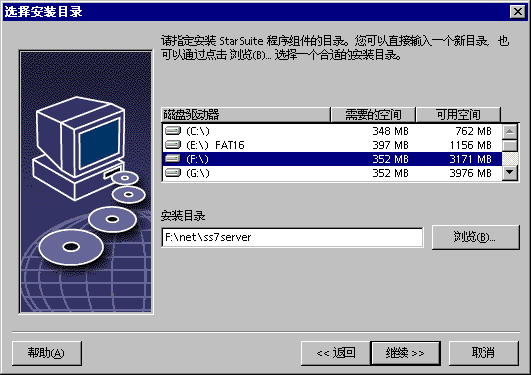 选择安装目录
请指定安装 StarSuite 程序组件的目录。您可以直接输入一个新目录, 也
可以通过点击 浏览(B)... 选择一个合适的安装目录。
磁盘驱动器 需要的空间 可用空间
(C:\) 348 MB 762 MB
(E:\) FAT16 397 MB 1156 MB
(F:\) 352 MB 3171 MB
(G:\) 352 MB 3976 MB
安装目录
F:\net\ss7server
浏览(B)...
帮助(A) << 返回 继续 >> 取消